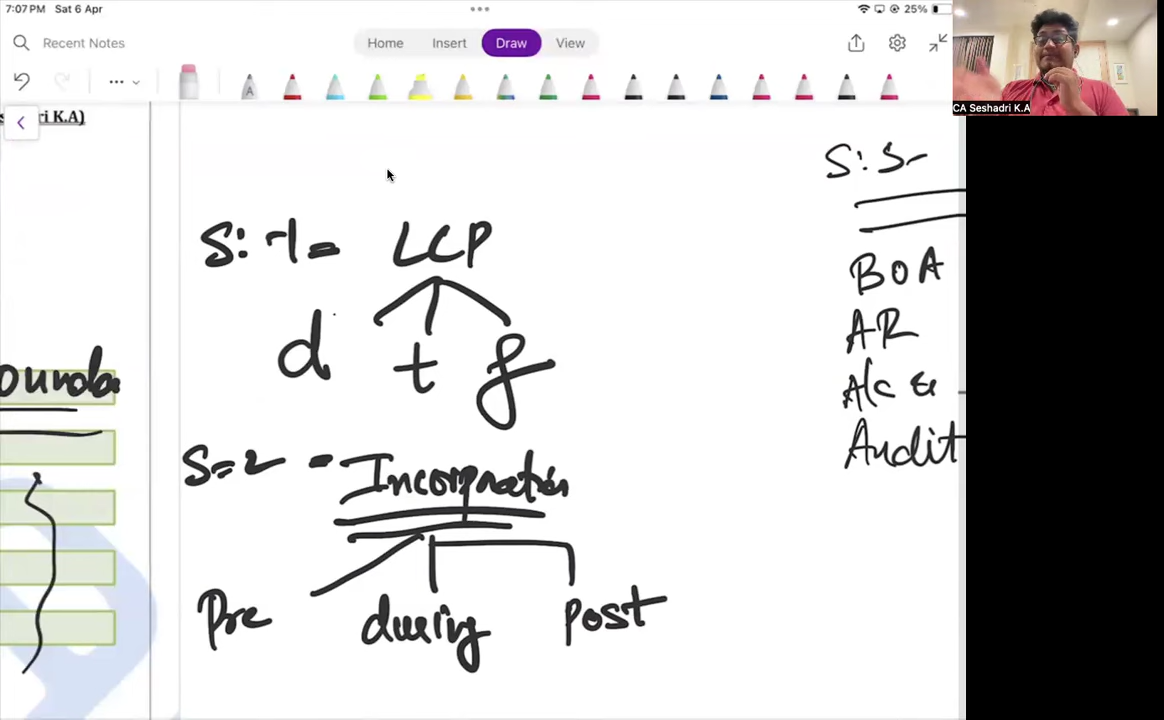 7:07 PM Sat 6 Apr
25%
Recent Notes
Home Insert Draw View
A
ri K.A)
CA Seshadri K.A
S: 1 = LCP
d t f
S=2 = Incorporation
Pre during Post
BOA
AR
A/c &
Audit